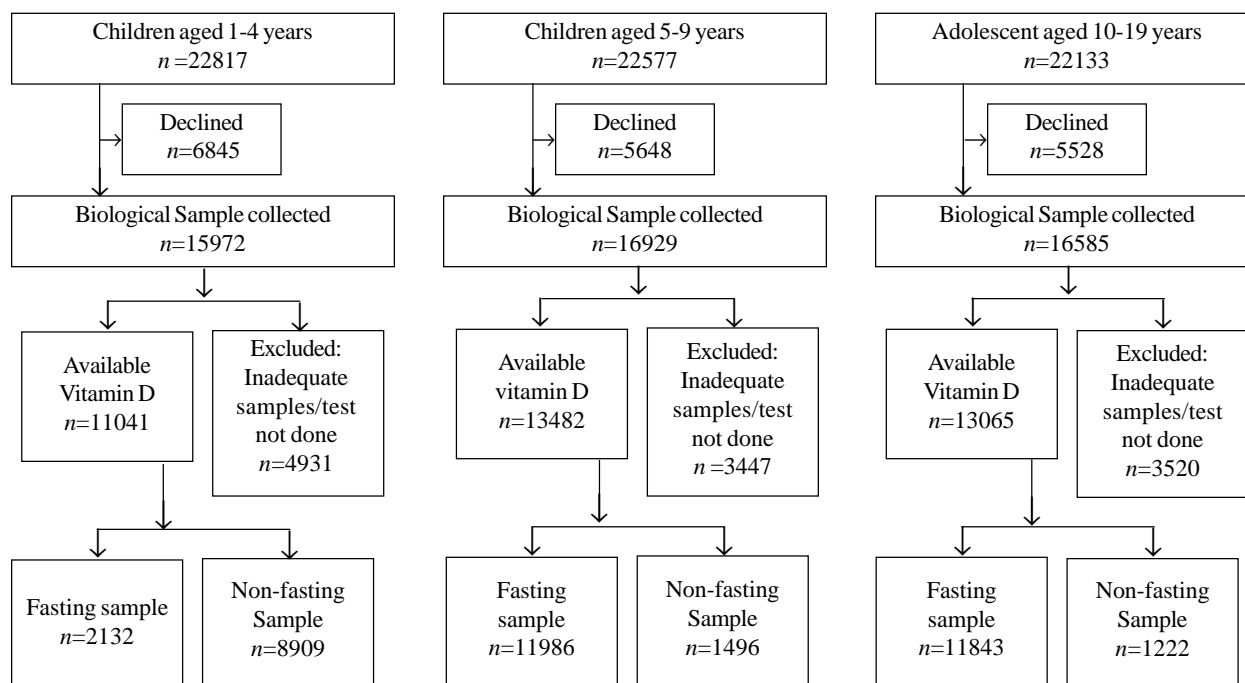 Children aged 1-4 years
n =22817
Declined
n=6845
Biological Sample collected
n=15972
Available
Vitamin D
n=11041
Excluded:
Inadequate
samples/test
not done
n=4931
Fasting sample
n=2132
Non-fasting
Sample
n=8909
Children aged 5-9 years
n=22577
Declined
n=5648
Biological Sample collected
n=16929
Available
vitamin D
n=13482
Excluded:
Inadequate
samples/test
not done
n =3447
Fasting
sample
n=11986
Non-fasting
Sample
n=1496
Adolescent aged 10-19 years
n=22133
Declined
n=5528
Biological Sample collected
n=16585
Available
Vitamin D
n=13065
Excluded:
Inadequate
samples/test
not done
n=3520
Fasting
sample
n=11843
Non-fasting
Sample
n=1222